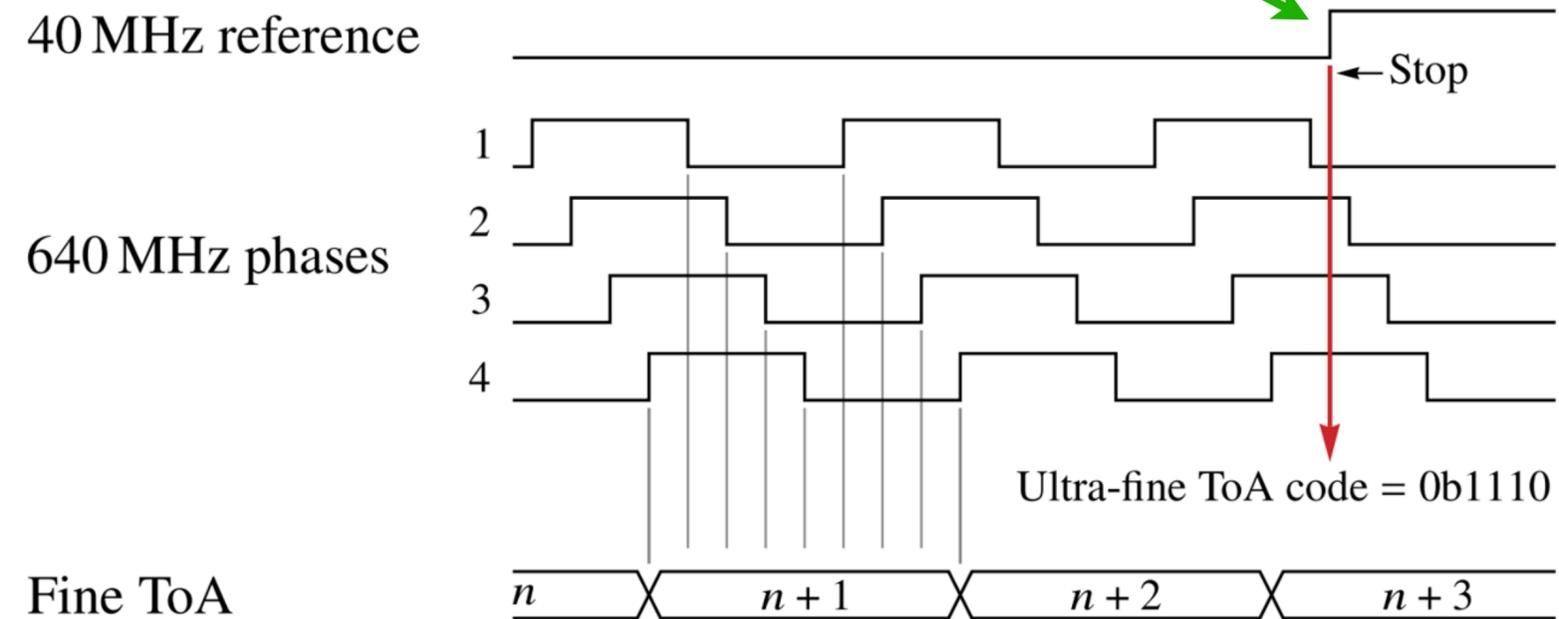 40 MHz reference
Stop
1
2
640 MHz phases
3
4
Ultra-fine ToA code = 0b1110
Fine ToA n n + 1 n + 2 n + 3